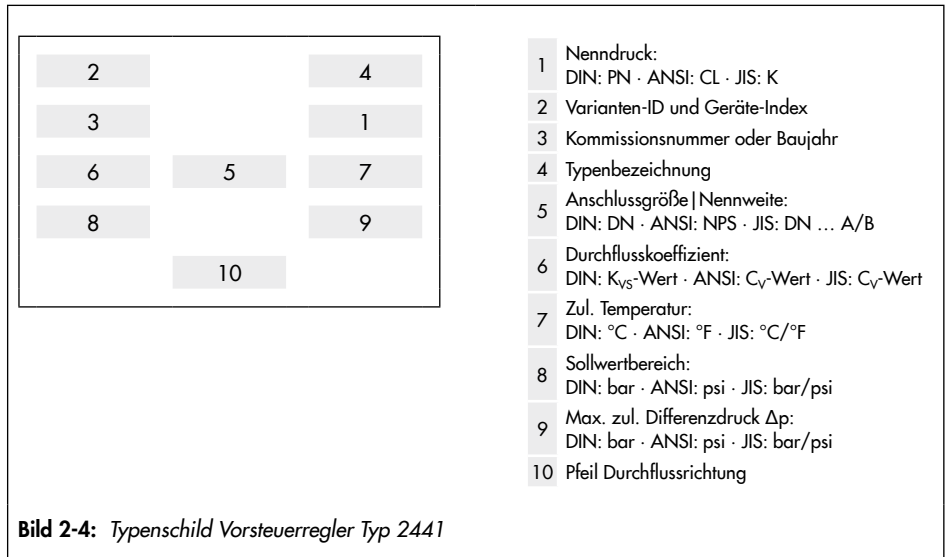 2 4
3 1
6 5 7
8 9
10
1 Nenndruck:
DIN: PN · ANSI: CL · JIS: K
2 Varianten-ID und Geräte-Index
3 Kommissionsnummer oder Baujahr
4 Typenbezeichnung
5 Anschlussgröße|Nennweite:
DIN: DN · ANSI: NPS · JIS: DN … A/B
6 Durchflusskoeffizient:
DIN: KVS-Wert · ANSI: CV-Wert · JIS: CV-Wert
7 Zul. Temperatur:
DIN: °C · ANSI: °F · JIS: °C/°F
8 Sollwertbereich:
DIN: bar · ANSI: psi · JIS: bar/psi
9 Max. zul. Differenzdruck Δp:
DIN: bar · ANSI: psi · JIS: bar/psi
10 Pfeil Durchflussrichtung
Bild 2-4: Typenschild Vorsteuerregler Typ 2441